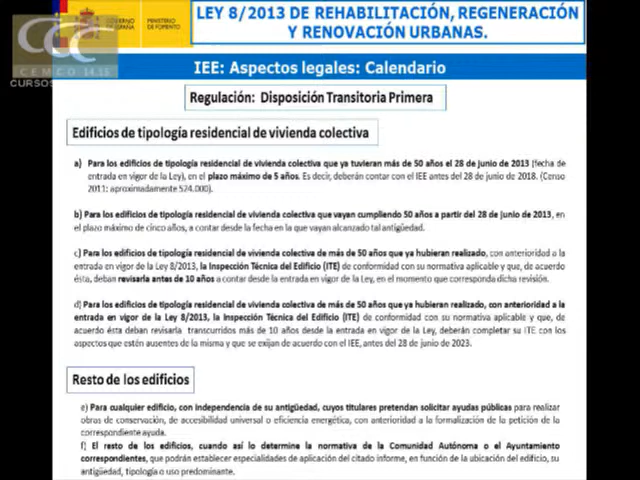 GOBIERNO DE ESPAÑA
MINISTERIO DE FOMENTO
CEMCO 14.15
CURSOS
LEY 8/2013 DE REHABILITACIÓN, REGENERACIÓN
Y RENOVACIÓN URBANAS.
IEE: Aspectos legales: Calendario
Regulación: Disposición Transitoria Primera
Edificios de tipología residencial de vivienda colectiva
a) Para los edificios de tipología residencial de vivienda colectiva que ya tuvieran más de 50 años el 28 de junio de 2013 (fecha de
entrada en vigor de la Ley), en el plazo máximo de 5 años. Es decir, deberán contar con el IEE antes del 28 de junio de 2018. (Censo
2011: aproximadamente 524.000).
b) Para los edificios de tipología residencial de vivienda colectiva que vayan cumpliendo 50 años a partir del 28 de junio de 2013, en
el plazo máximo de cinco años, a contar desde la fecha en la que vayan alcanzado tal antigüedad.
c) Para los edificios de tipología residencial de vivienda colectiva de más de 50 años que ya hubieran realizado, con anterioridad a la
entrada en vigor de la Ley 8/2013, la Inspección Técnica del Edificio (ITE) de conformidad con su normativa aplicable y que, de acuerdo
ésta, deban revisarla antes de 10 años a contar desde la entrada en vigor de la Ley, en el momento que corresponda dicha revisión.
d) Para los edificios de tipología residencial de vivienda colectiva de más de 50 años que ya hubieran realizado, con anterioridad a la
entrada en vigor de la Ley 8/2013, la Inspección Técnica del Edificio (ITE) de conformidad con su normativa aplicable y que, de
acuerdo ésta deban revisarla transcurridos más de 10 años desde la entrada en vigor de la Ley, deberán completar su ITE con los
aspectos que estén ausentes de la misma y que se exijan de acuerdo con el IEE, antes del 28 de junio de 2023.
Resto de los edificios
e) Para cualquier edificio, con independencia de su antigüedad, cuyos titulares pretendan solicitar ayudas públicas para realizar
obras de conservación, de accesibilidad universal o eficiencia energética, con anterioridad a la formalización de la petición de la
correspondiente ayuda.
f) El resto de los edificios, cuando así lo determine la normativa de la Comunidad Autónoma o el Ayuntamiento
correspondientes, que podrán establecer especialidades de aplicación del citado informe, en función de la ubicación del edificio, su
antigüedad, tipología o uso predominante.